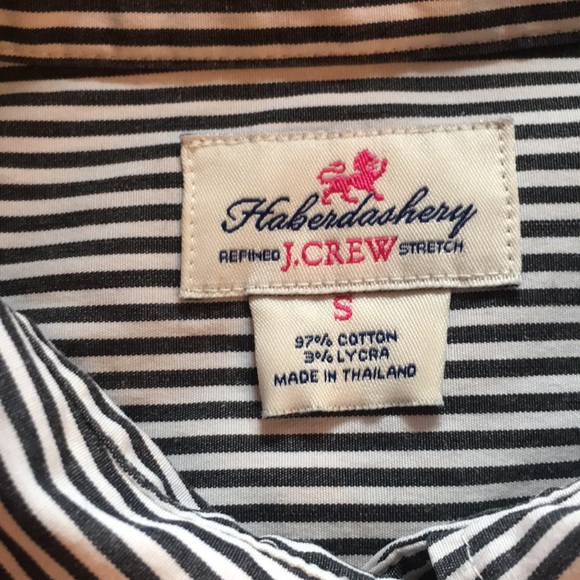 Haberdashery
REFINED J.CREW STRETCH
S
97% COTTON
3% LYCRA
MADE IN THAILAND